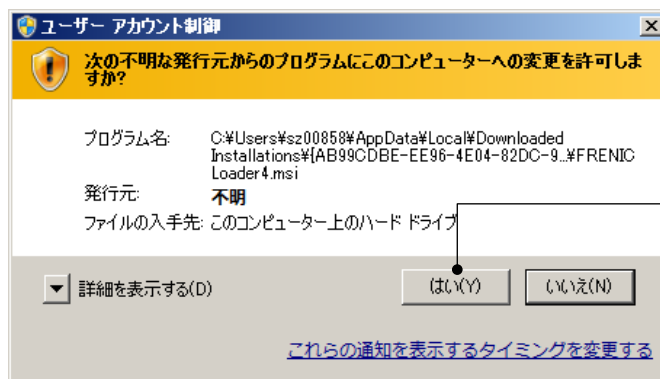 ユーザー アカウント制御
次の不明な発行元からのプログラムにこのコンピューターへの変更を許可しま
すか?
プログラム名: C:¥Users¥sz00858¥AppData¥Local¥Downloaded
Installations¥{AB99CDBE-EE96-4E04-82DC-9...¥FRENIC
Loader4.msi
発行元: 不明
ファイルの入手先: このコンピューター上のハード ドライブ
詳細を表示する(D)
はい(Y)
いいえ(N)
これらの通知を表示するタイミングを変更する